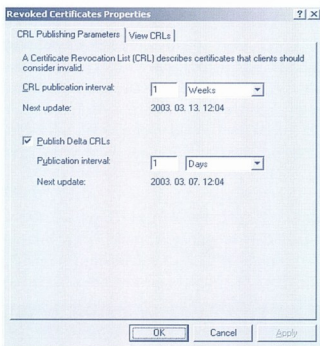 Revoked Certificates Properties
? X
CRL Publishing Parameters View CRLs
A Certificate Revocation List (CRL) describes certificates that clients should
consider invalid.
CRL publication interval: 1 Weeks
Next update: 2003. 03. 13. 12:04
Publish Delta CRLs
Publication interval: 1 Days
Next update: 2003. 03. 07. 12:04
OK Cancel Apply